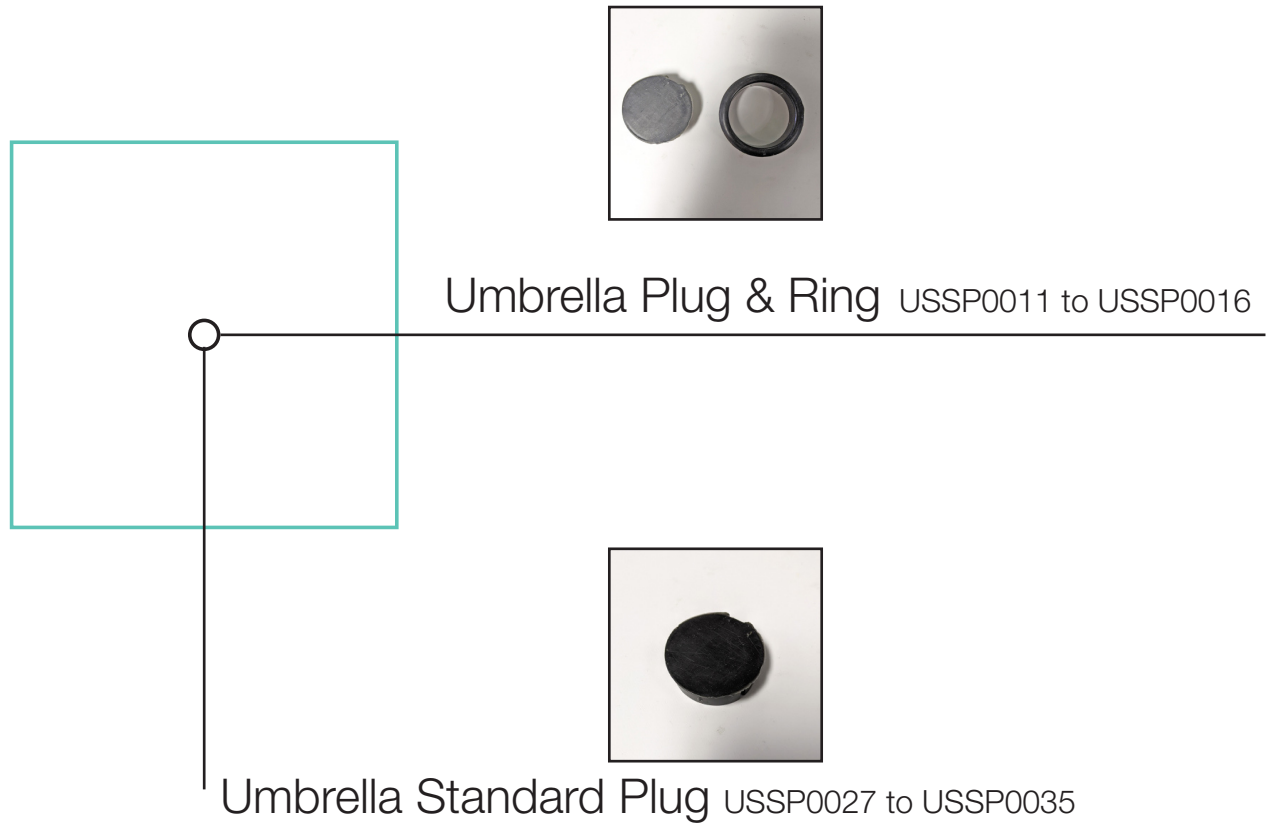 Umbrella Plug & Ring USSP0011 to USSP0016
Umbrella Standard Plug USSP0027 to USSP0035